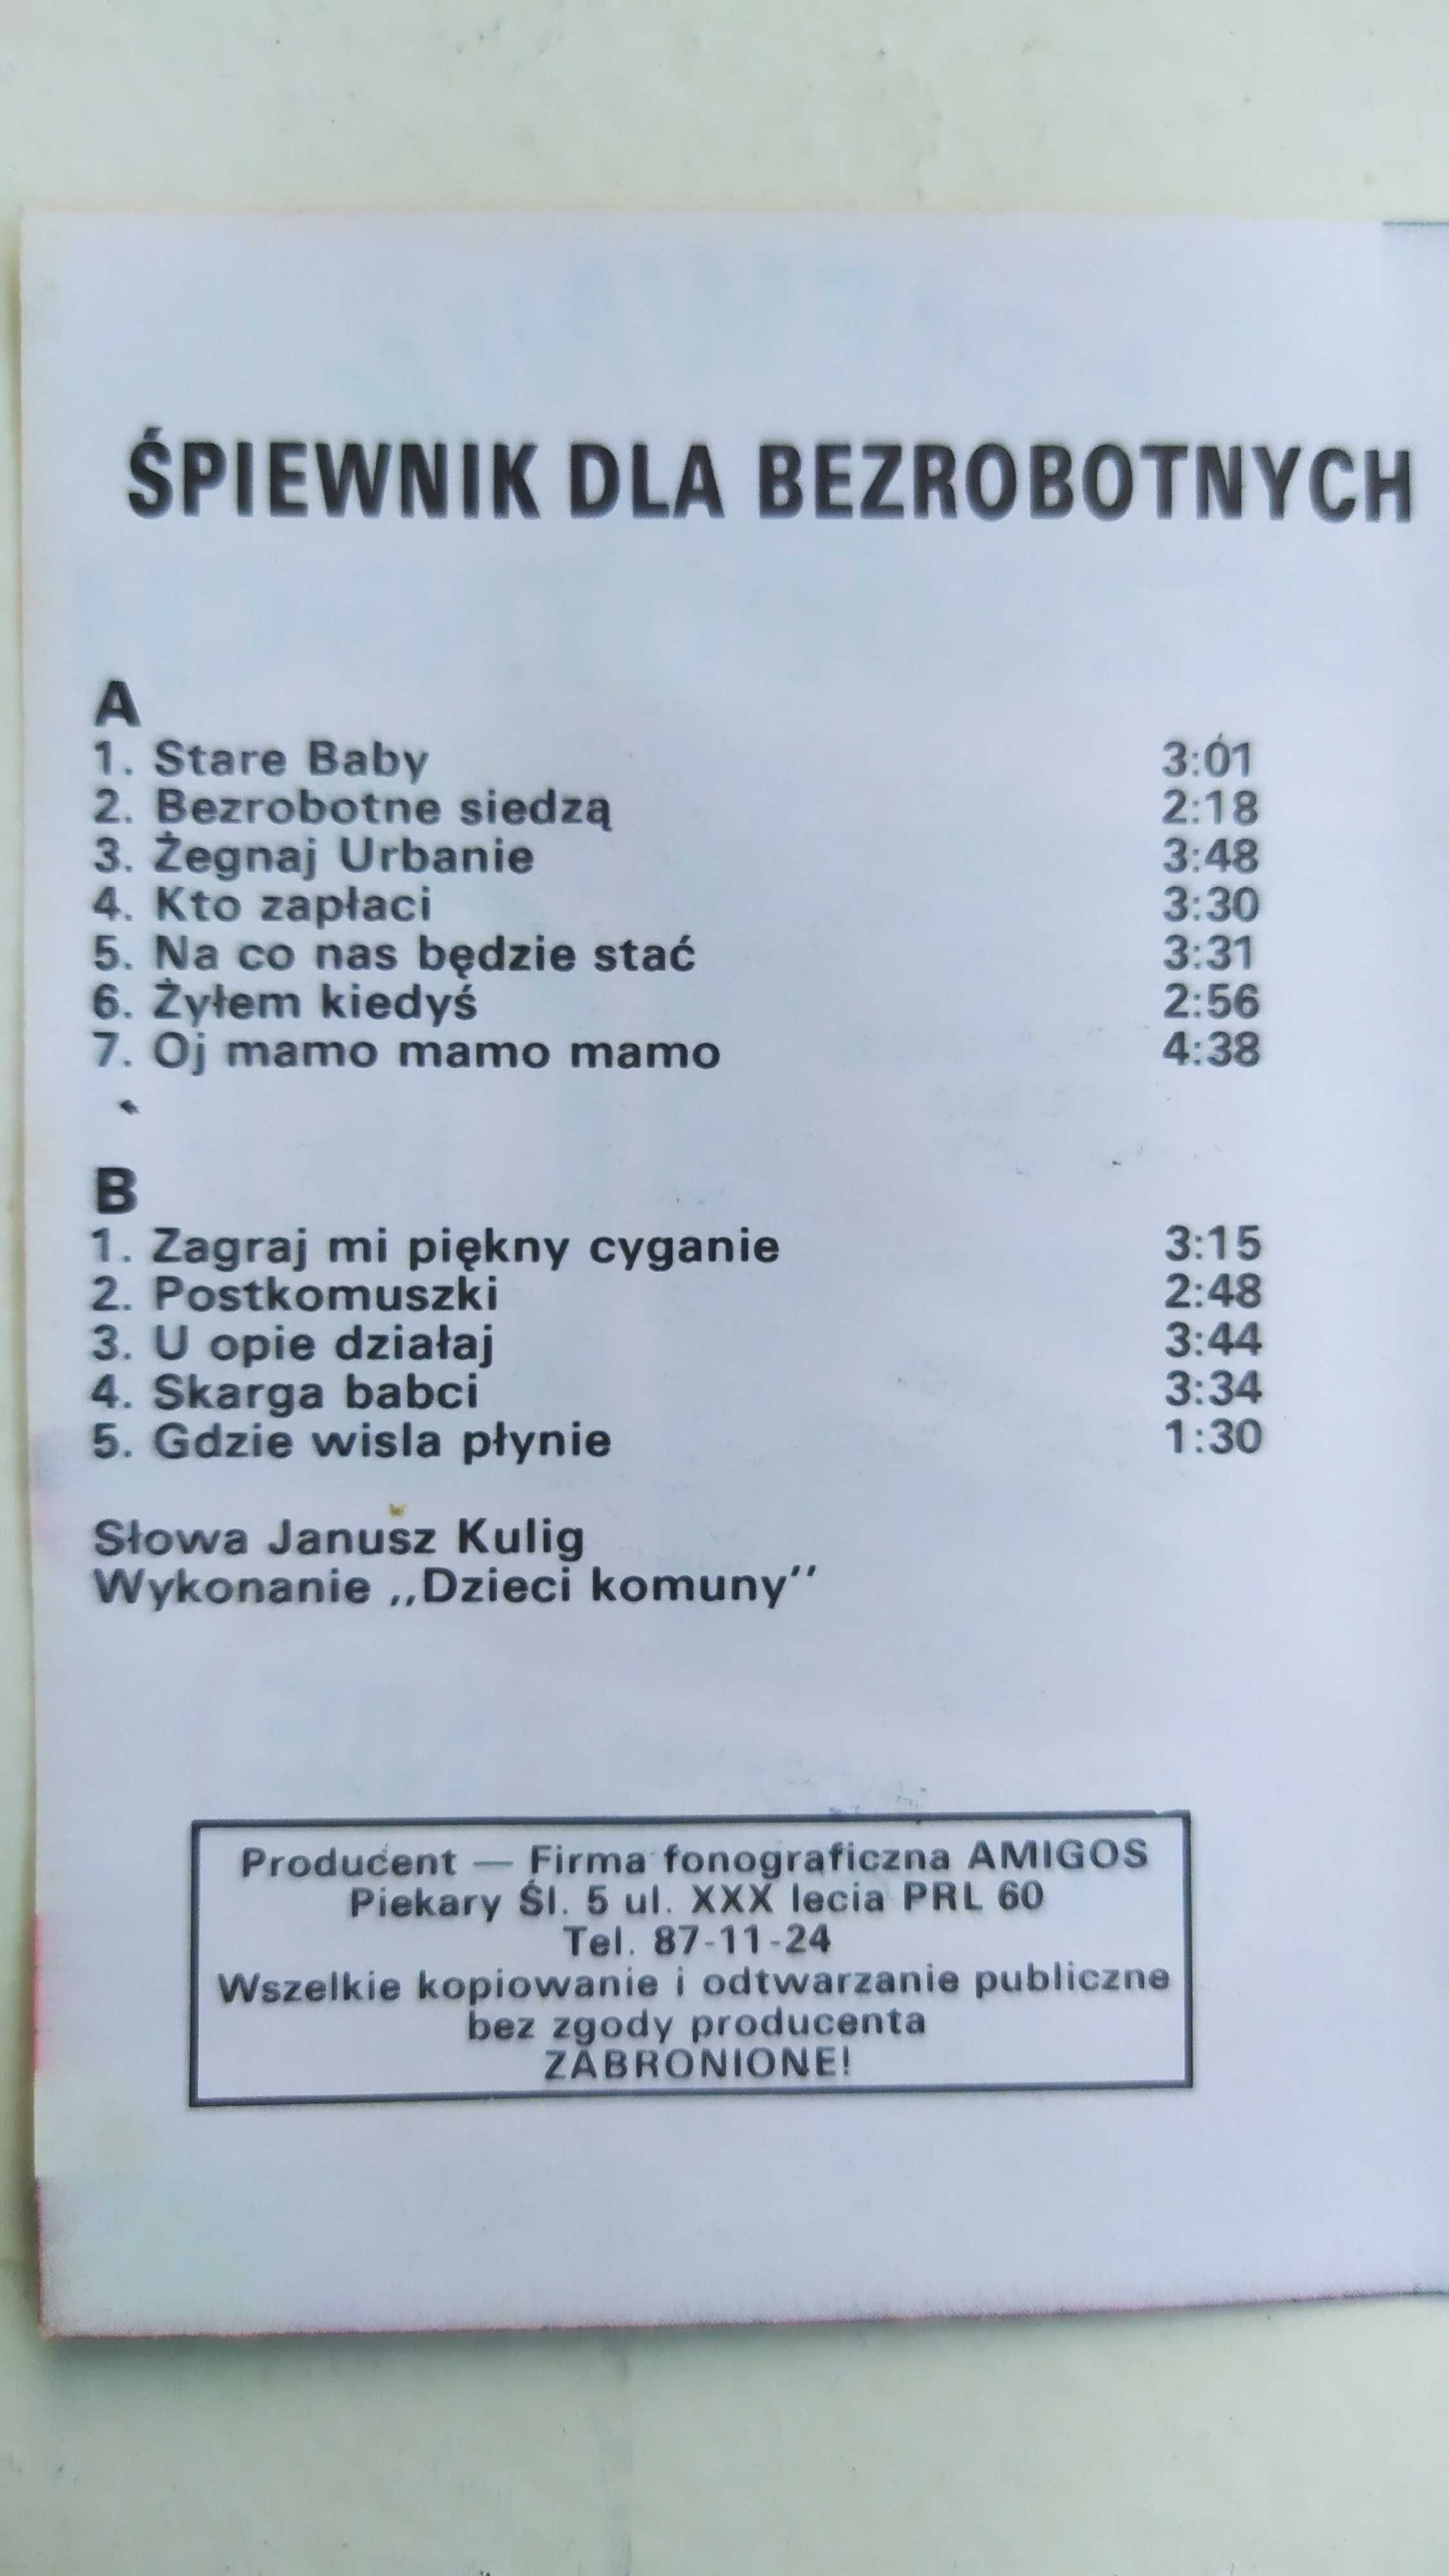 ŚPIEWNIK DLA BEZROBOTNYCH
A
1. Stare Baby 3:01
2. Bezrobotne siedzą 2:18
3. Żegnaj Urbanie 3:48
4. Kto zapłaci 3:30
5. Na co nas będzie stać 3:31
6. Żyłem kiedyś 2:56
7. Oj mamo mamo mamo 4:38
B
1. Zagraj mi piękny cyganie 3:15
2. Postkomuszki 2:48
3. U opie działaj 3:44
4. Skarga babci 3:34
5. Gdzie wisla płynie 1:30
Słowa Janusz Kulig
Wykonanie ,,Dzieci komuny''
Producent — Firma fonograficzna AMIGOS
Piekary Śl. 5 ul. XXX lecia PRL 60
Tel. 87-11-24
Wszelkie kopiowanie i odtwarzanie publiczne
bez zgody producenta
ZABRONIONE!